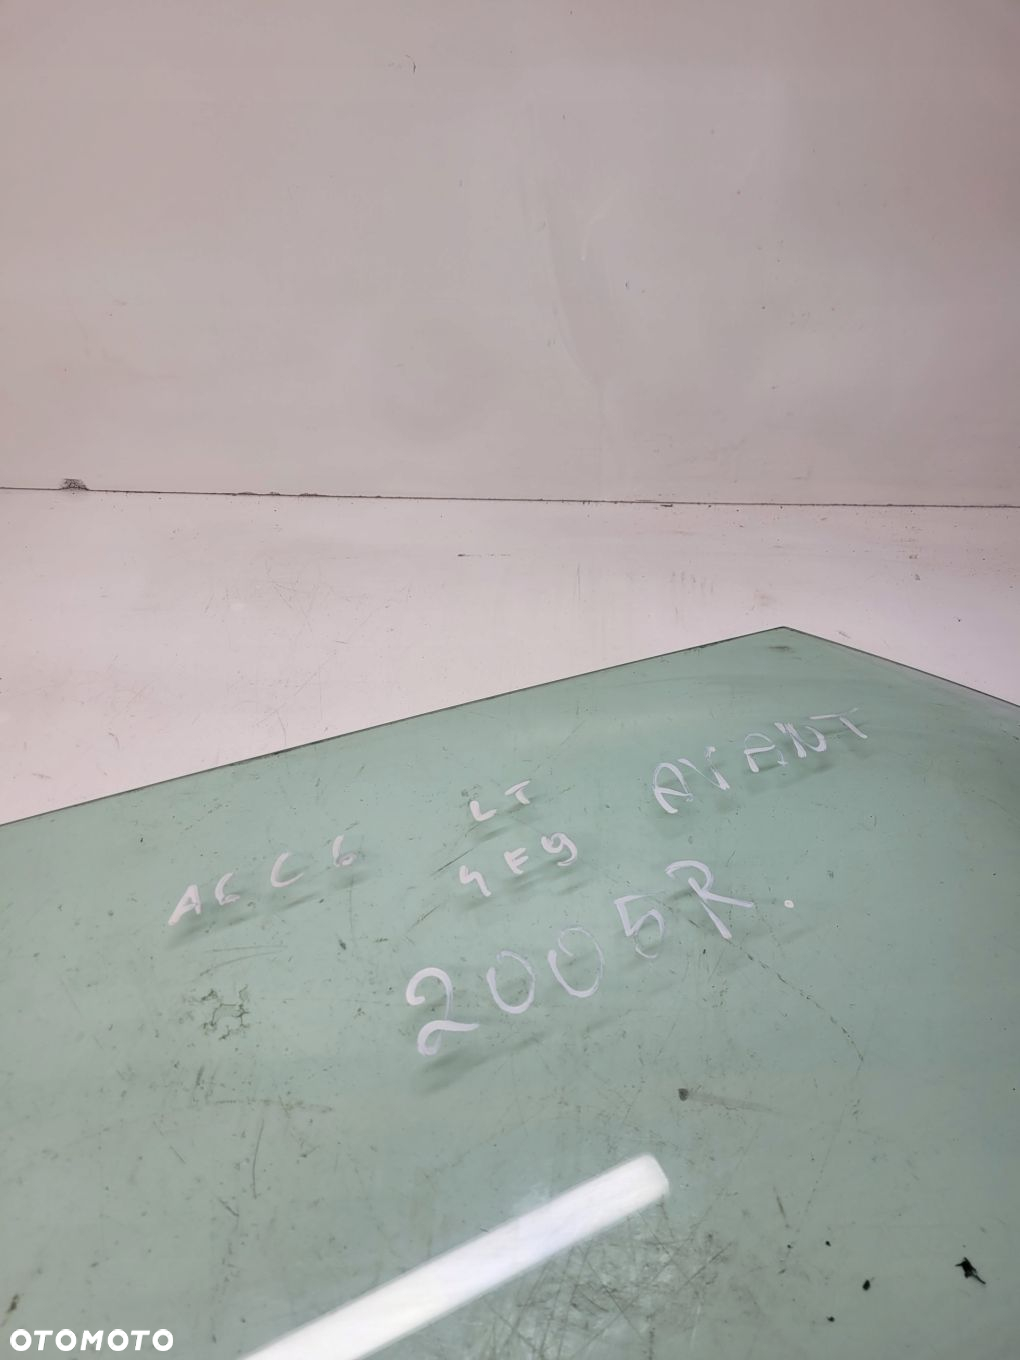 A6 C6
LT
4F9
AVANT
2005R.
OTOMOTO